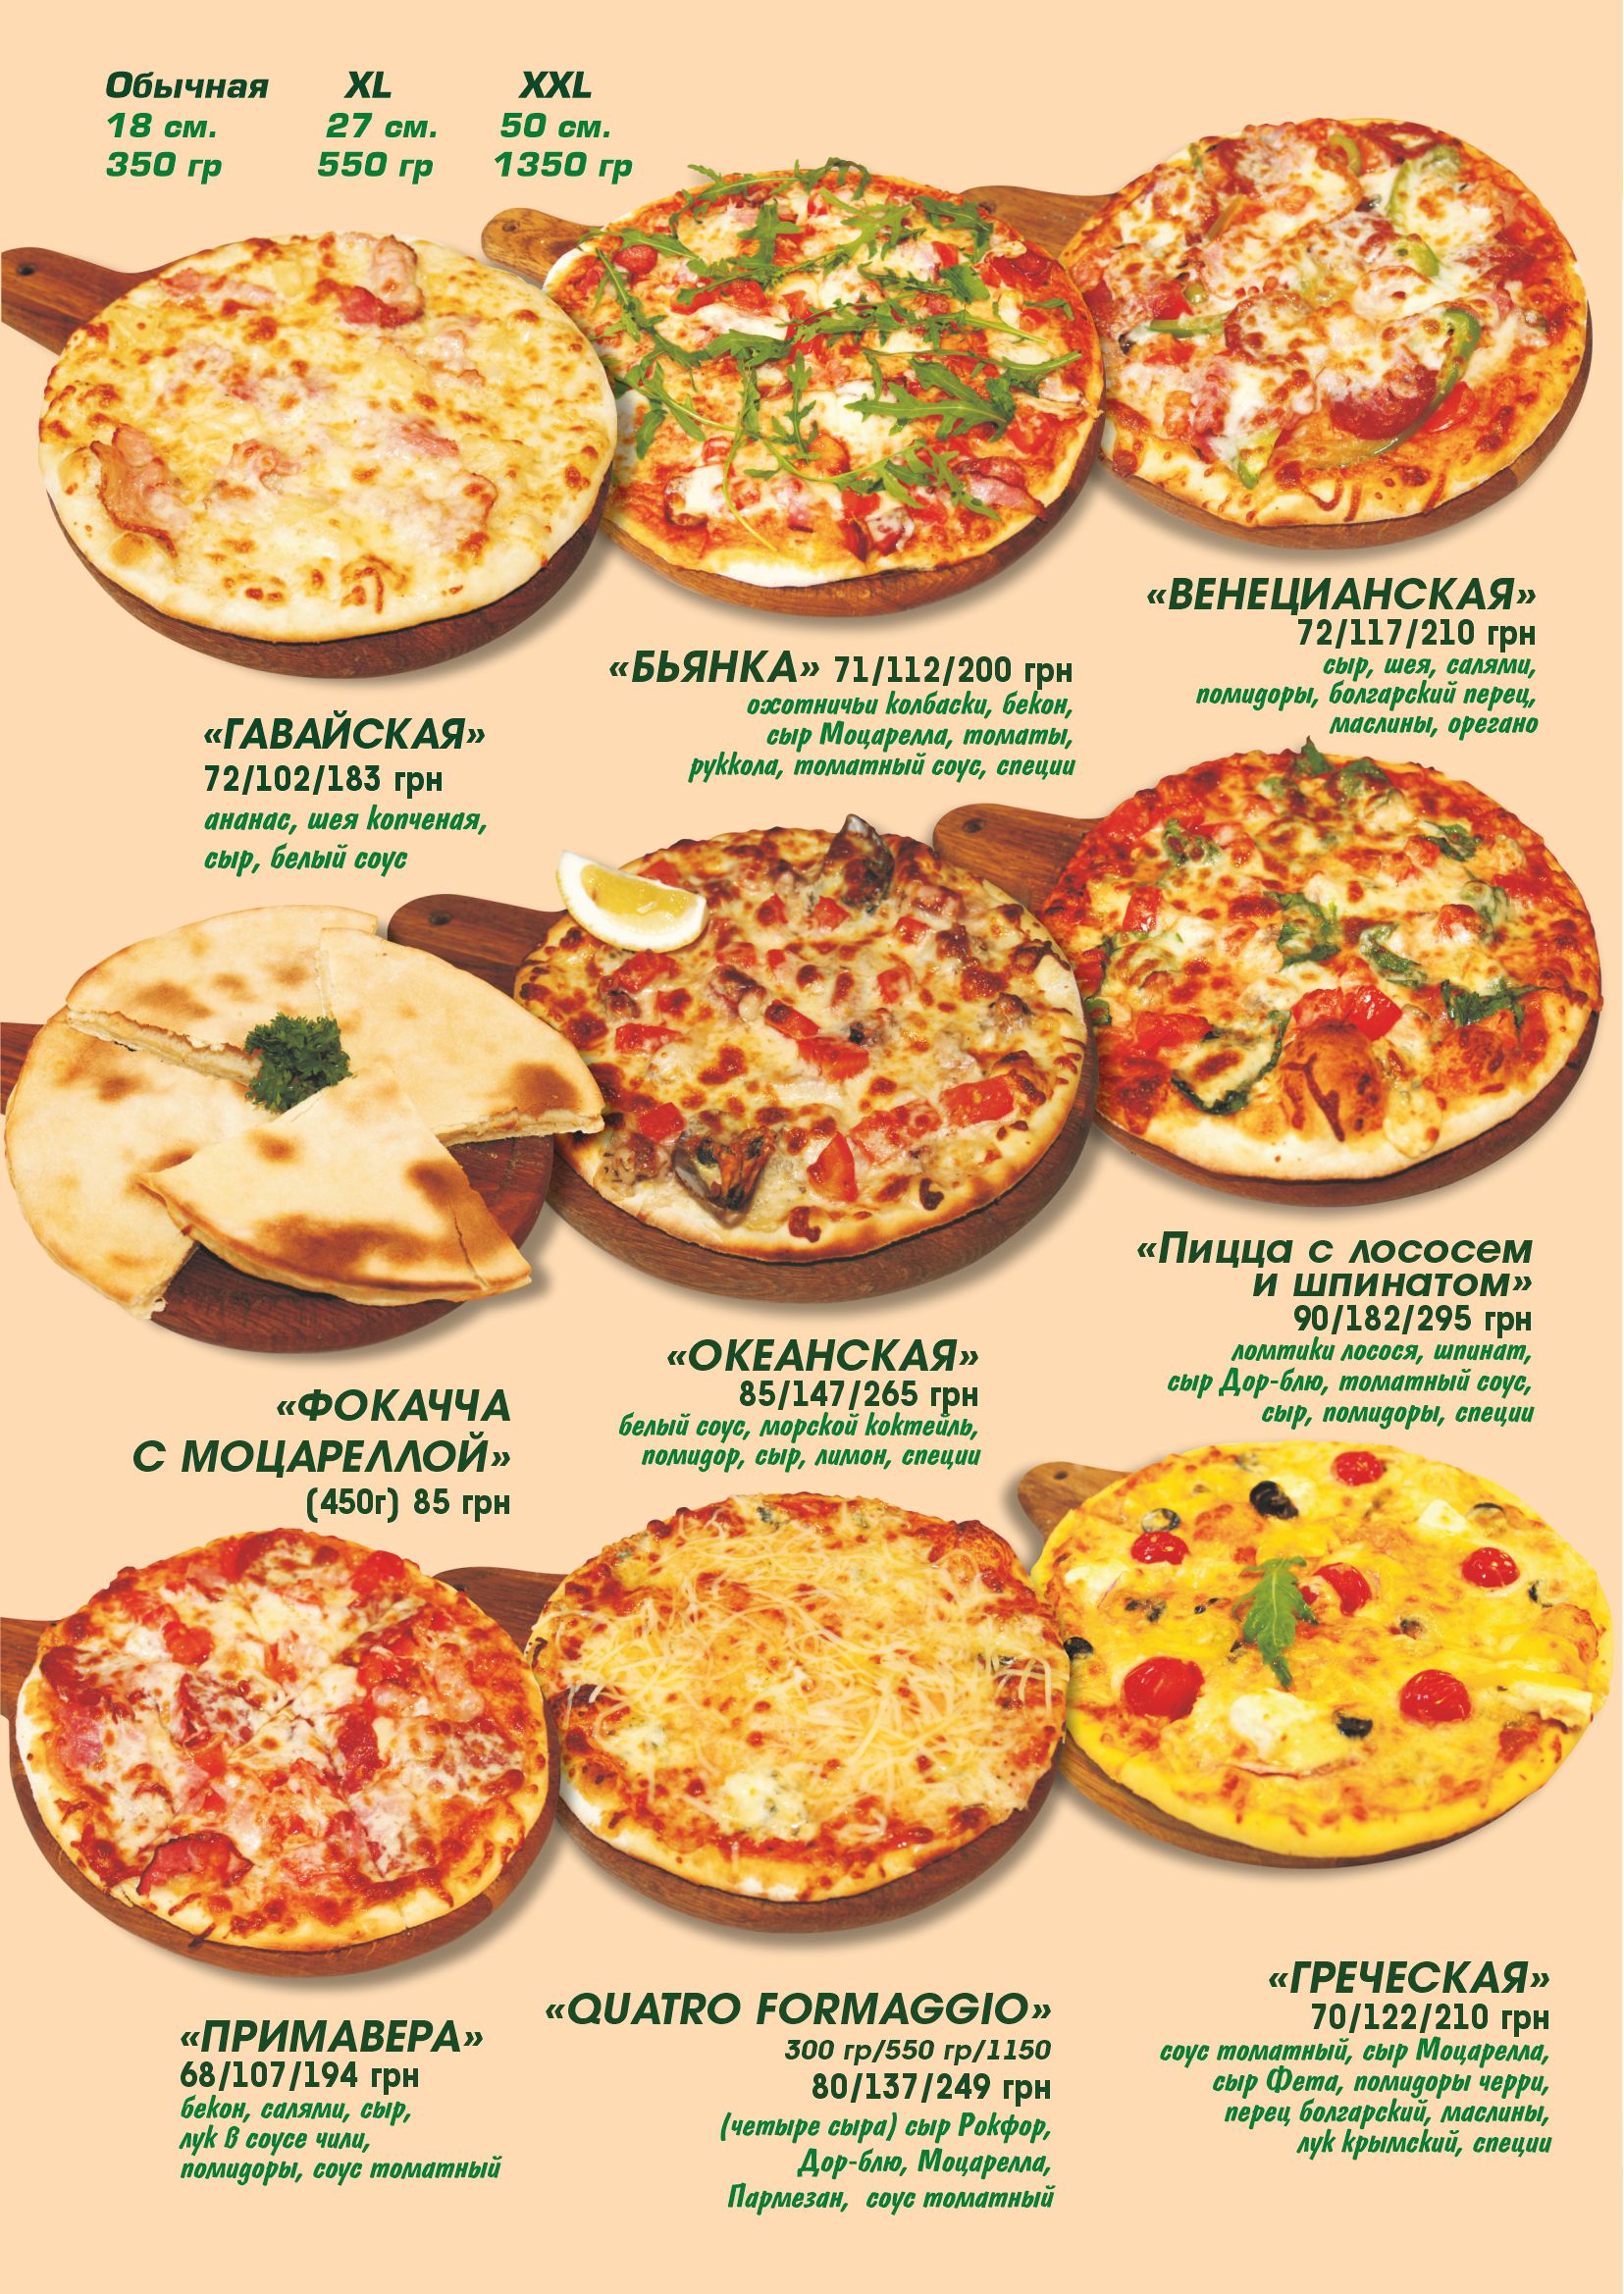 Обычная XL XXL
18 см. 27 см. 50 см.
350 гр 550 гр 1350 гр
«ГАВАЙСКАЯ»
72/102/183 грн
ананас, шея копченая,
сыр, белый соус
«БЬЯНКА» 71/112/200 грн
охотничьи колбаски, бекон,
сыр Моцарелла, томаты,
руккола, томатный соус, специи
«ВЕНЕЦИАНСКАЯ»
72/117/210 грн
сыр, шея, салями,
помидоры, болгарский перец,
маслины, орегано
«ФОКАЧЧА
С МОЦАРЕЛЛОЙ»
(450г) 85 грн
«ОКЕАНСКАЯ»
85/147/265 грн
белый соус, морской коктейль,
помидор, сыр, лимон, специи
«Пицца с лососем
и шпинатом»
90/182/295 грн
ломтики лосося, шпинат,
сыр Дор-блю, томатный соус,
сыр, помидоры, специи
«ПРИМАВЕРА»
68/107/194 грн
бекон, салями, сыр,
лук в соусе чили,
помидоры, соус томатный
«QUATRO FORMAGGIO»
300 гр/550 гр/1150
80/137/249 грн
(четыре сыра) сыр Рокфор,
Дор-блю, Моцарелла,
Пармезан, соус томатный
«ГРЕЧЕСКАЯ»
70/122/210 грн
соус томатный, сыр Моцарелла,
сыр Фета, помидоры черри,
перец болгарский, маслины,
лук крымский, специи